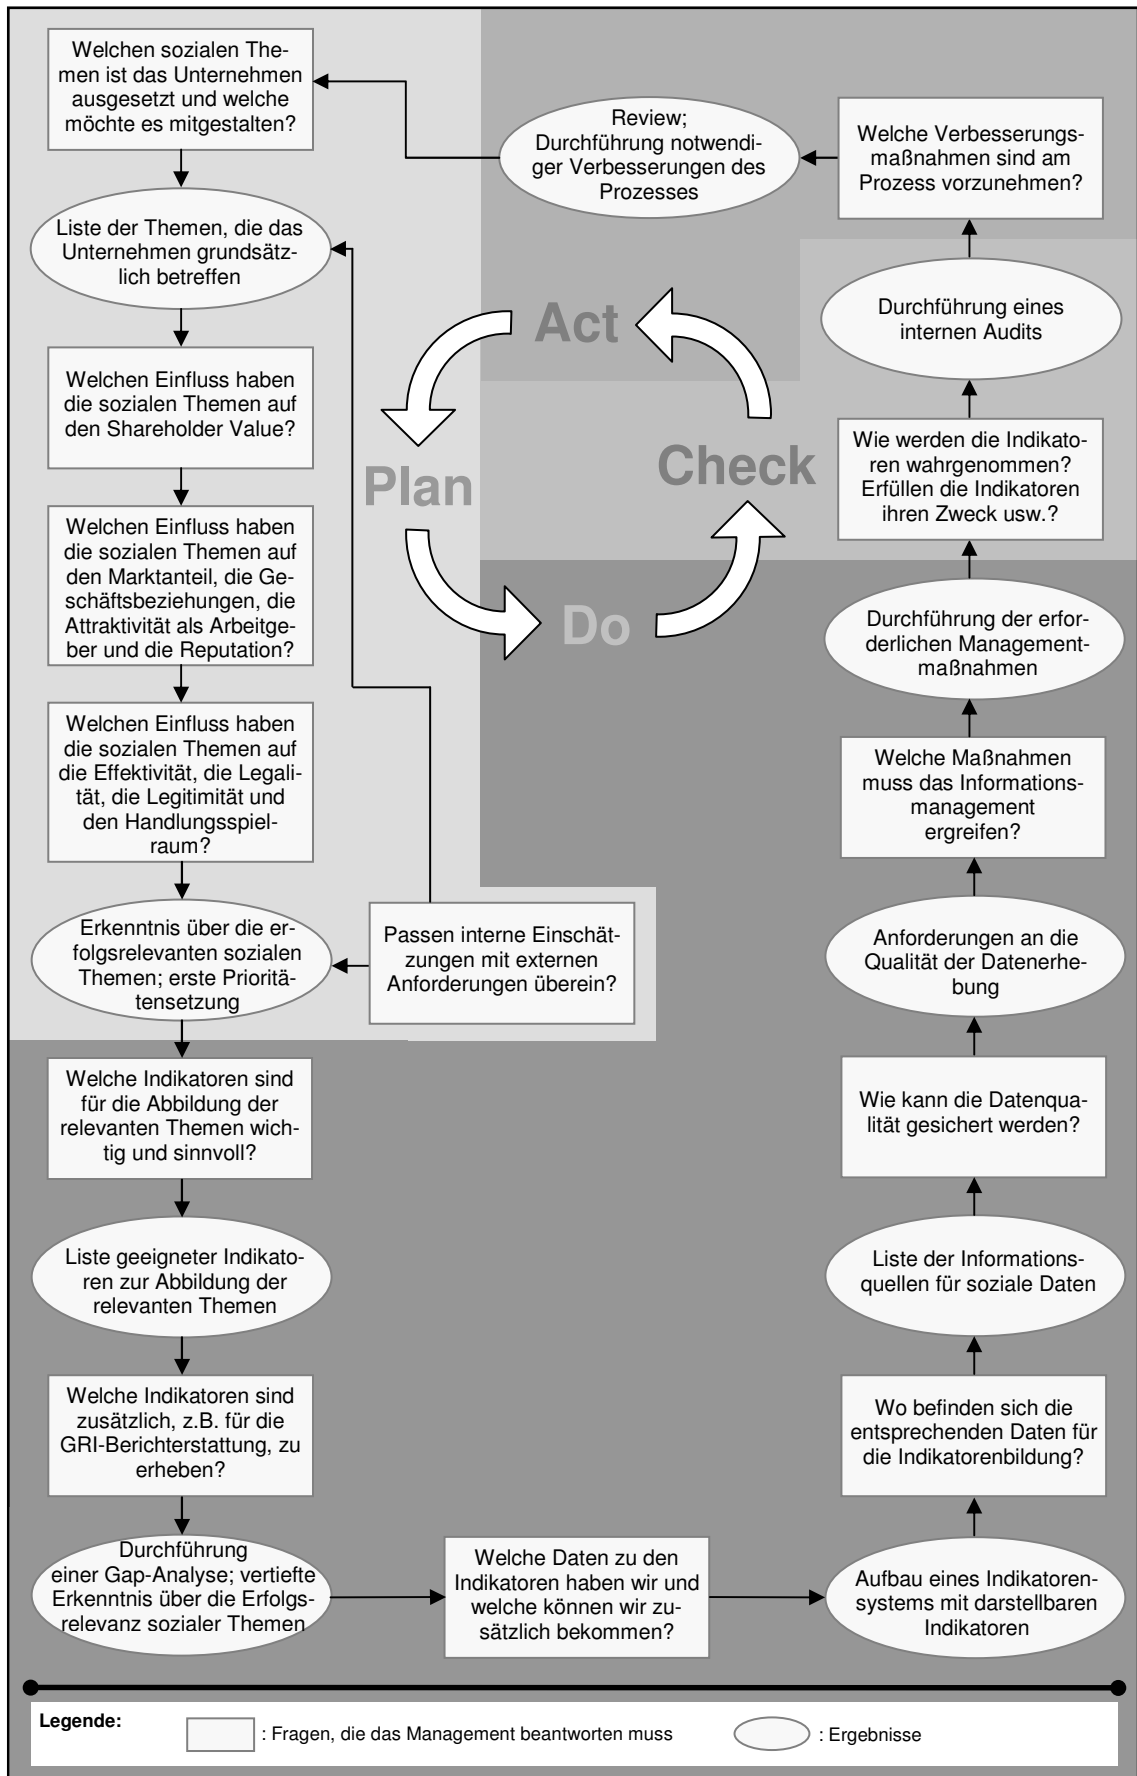 Welchen sozialen The-
men ist das Unternehmen
ausgesetzt und welche
möchte es mitgestalten?
Liste der Themen, die das
Unternehmen grundsätz-
lich betreffen
Welchen Einfluss haben
die sozialen Themen auf
den Shareholder Value?
Welchen Einfluss haben
die sozialen Themen auf
den Marktanteil, die Ge-
schäftsbeziehungen, die
Attraktivität als Arbeitge-
ber und die Reputation?
Welchen Einfluss haben
die sozialen Themen auf
die Effektivität, die Legali-
tät, die Legitimität und
den Handlungsspiel-
raum?
Erkenntnis über die er-
folgsrelevanten sozialen
Themen; erste Prioritä-
tensetzung
Passen interne Einschät-
zungen mit externen
Anforderungen überein?
Welche Indikatoren sind
für die Abbildung der
relevanten Themen wich-
tig und sinnvoll?
Liste geeigneter Indikato-
ren zur Abbildung der
relevanten Themen
Welche Indikatoren sind
zusätzlich, z.B. für die
GRI-Berichterstattung, zu
erheben?
Durchführung
einer Gap-Analyse; vertiefte
Erkenntnis über die Erfolgs-
relevanz sozialer Themen
Welche Daten zu den
Indikatoren haben wir und
welche können wir zu-
sätzlich bekommen?
Aufbau eines Indikatoren-
systems mit darstellbaren
Indikatoren
Wo befinden sich die
entsprechenden Daten für
die Indikatorenbildung?
Liste der Informations-
quellen für soziale Daten
Wie kann die Datenqua-
lität gesichert werden?
Anforderungen an die
Qualität der Datenerhe-
bung
Welche Maßnahmen
muss das Informations-
management
ergreifen?
Durchführung der erfor-
derlichen Management-
maßnahmen
Wie werden die Indikato-
ren wahrgenommen?
Erfüllen die Indikatoren
ihren Zweck usw.?
Durchführung eines
internen Audits
Welche Verbesserungs-
maßnahmen sind am
Prozess vorzunehmen?
Review;
Durchführung notwendi-
ger Verbesserungen des
Prozesses
Act
Plan
Check
Do
Legende:
: Fragen, die das Management beantworten muss
: Ergebnisse